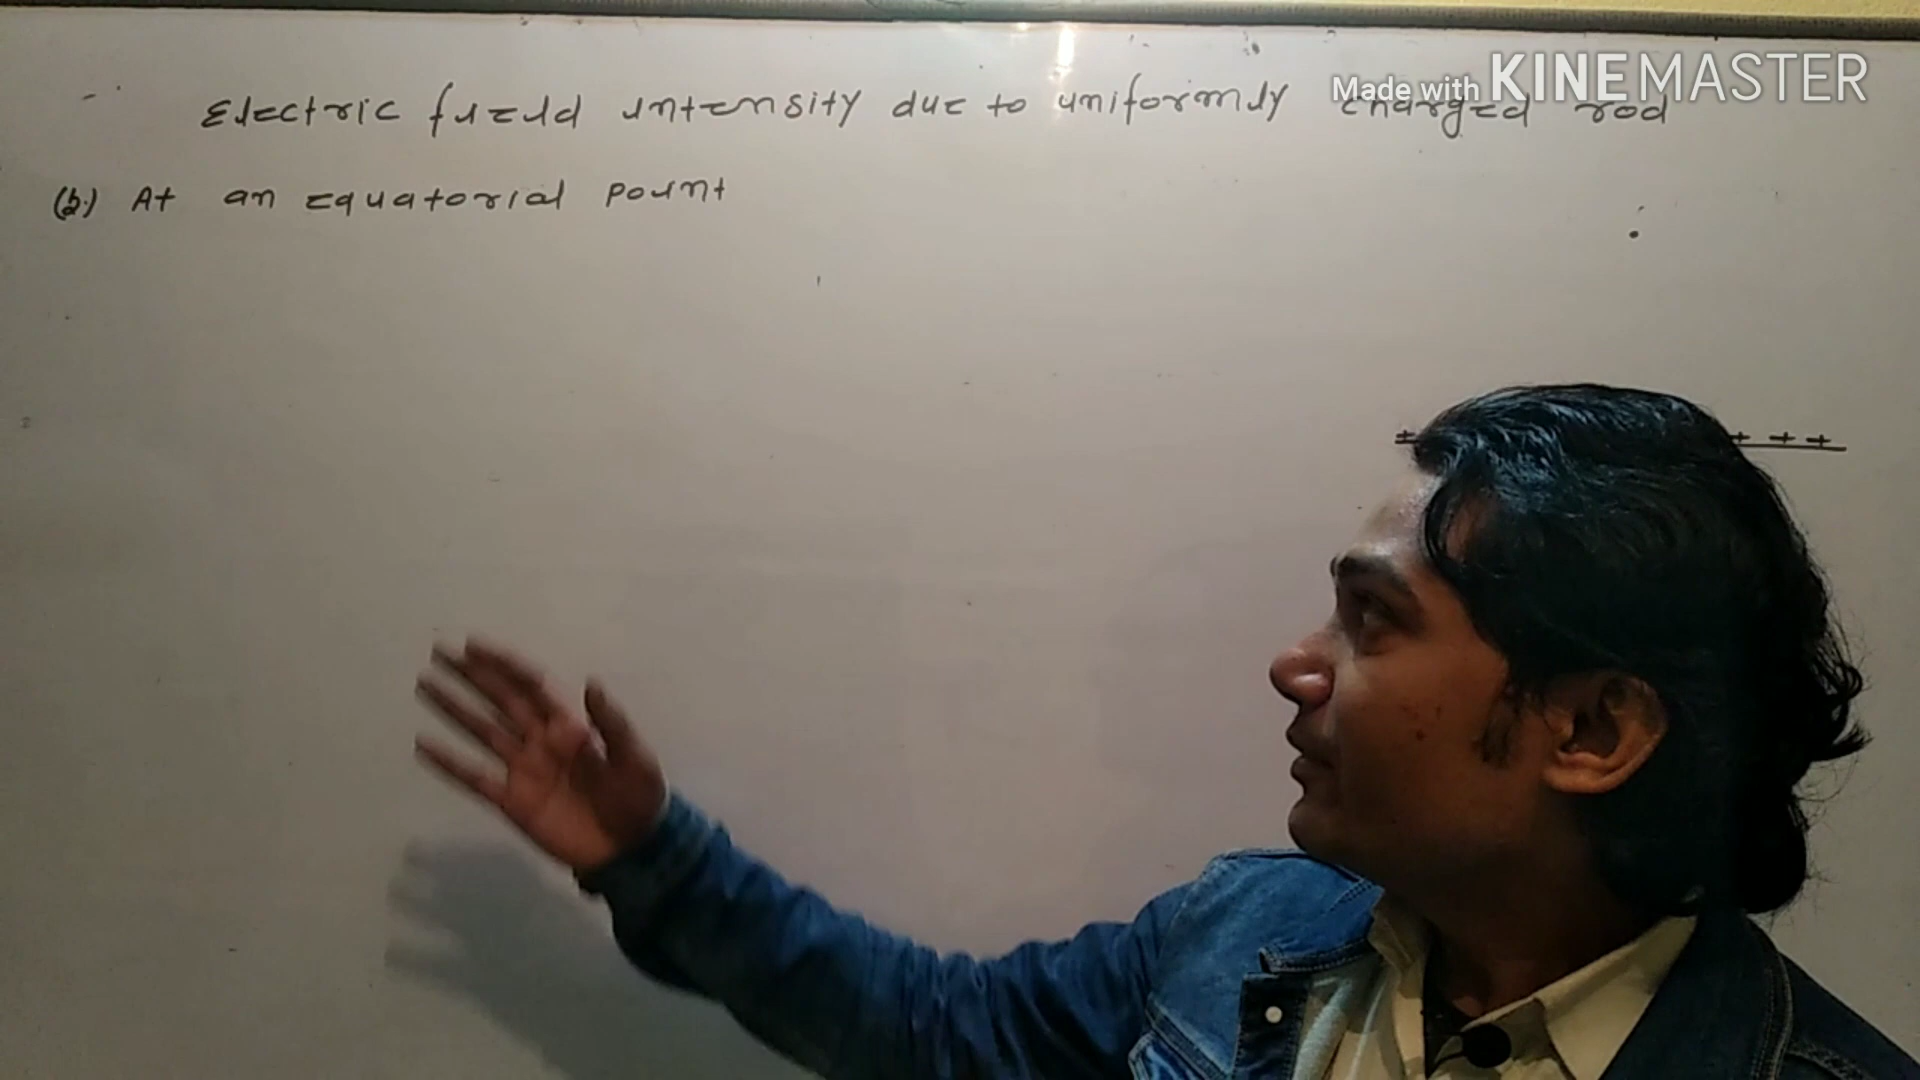 Made with KINEMASTER
Electric field intensity due to uniformly charged rod
(b.) At an equatorial point
± + + +